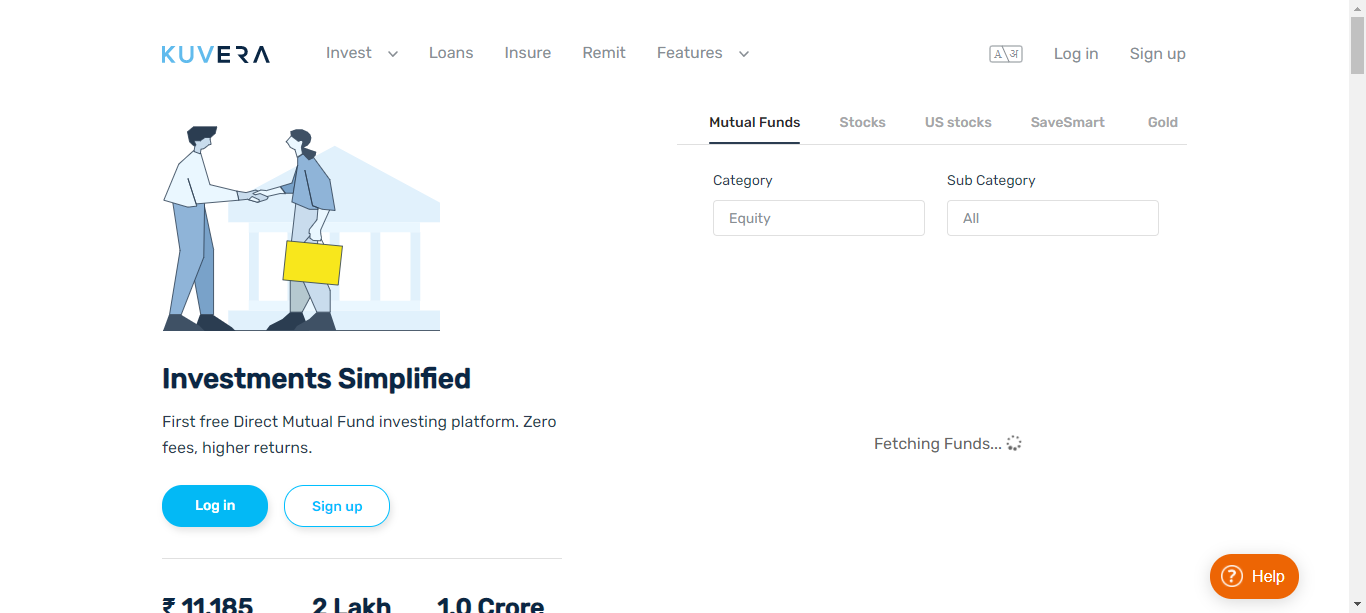 KUVERA Invest Loans Insure Remit Features A अ Log in Sign up
Mutual Funds Stocks US stocks SaveSmart Gold
Category Sub Category
Equity All
Fetching Funds...
Investments Simplified
First free Direct Mutual Fund investing platform. Zero
fees, higher returns.
Log in Sign up
₹ 11,185 2 Lakh 1.0 Crore
? Help